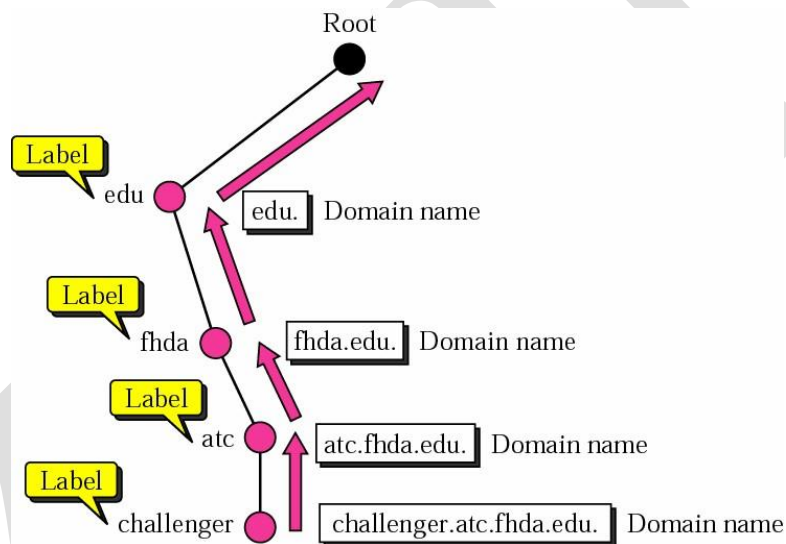 Root
Label
edu
edu. Domain name
Label
fhda
fhda.edu. Domain name
Label
atc
atc.fhda.edu. Domain name
Label
challenger
challenger.atc.fhda.edu. Domain name